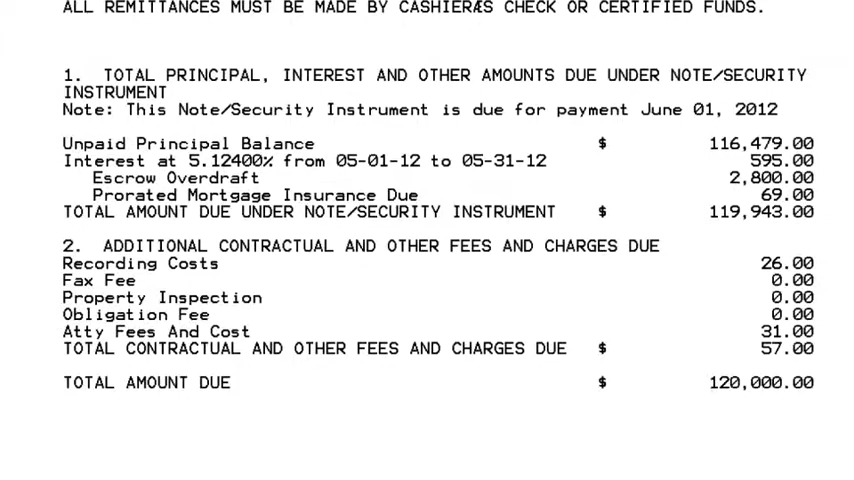 ALL REMITTANCES MUST BE MADE BY CASHIERÆS CHECK OR CERTIFIED FUNDS.
1. TOTAL PRINCIPAL, INTEREST AND OTHER AMOUNTS DUE UNDER NOTE/SECURITY
INSTRUMENT
Note: This Note/Security Instrument is due for payment June 01, 2012
Unpaid Principal Balance $ 116,479.00
Interest at 5.12400% from 05-01-12 to 05-31-12 595.00
Escrow Overdraft 2,800.00
Prorated Mortgage Insurance Due 69.00
TOTAL AMOUNT DUE UNDER NOTE/SECURITY INSTRUMENT $ 119,943.00
2. ADDITIONAL CONTRACTUAL AND OTHER FEES AND CHARGES DUE
Recording Costs 26.00
Fax Fee 0.00
Property Inspection 0.00
Obligation Fee 0.00
Atty Fees And Cost 31.00
TOTAL CONTRACTUAL AND OTHER FEES AND CHARGES DUE $ 57.00
TOTAL AMOUNT DUE $ 120,000.00